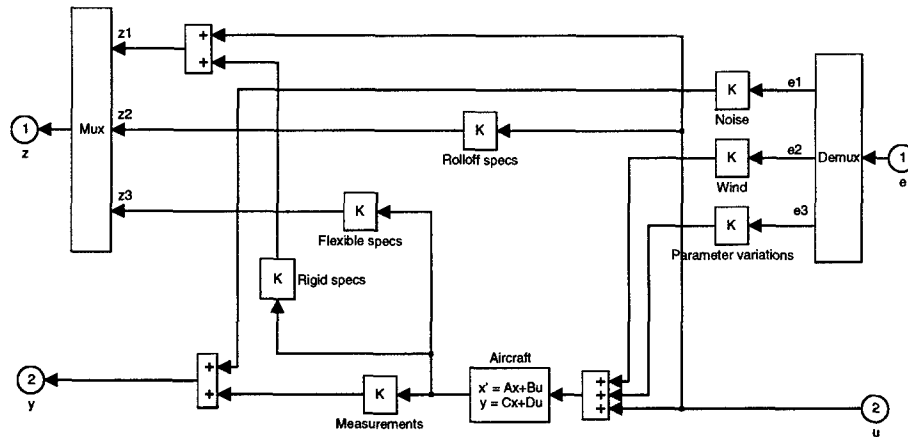 z1
+
+
e1
K
Noise
1
z
Mux
z2
K
Rolloff specs
e2
K
Wind
Demux
1
e
z3
K
Flexible specs
e3
K
Parameter variations
K
Rigid specs
Aircraft
2
y
+
+
K
Measurements
x' = Ax+Bu
y = Cx+Du
+
+
+
2
u